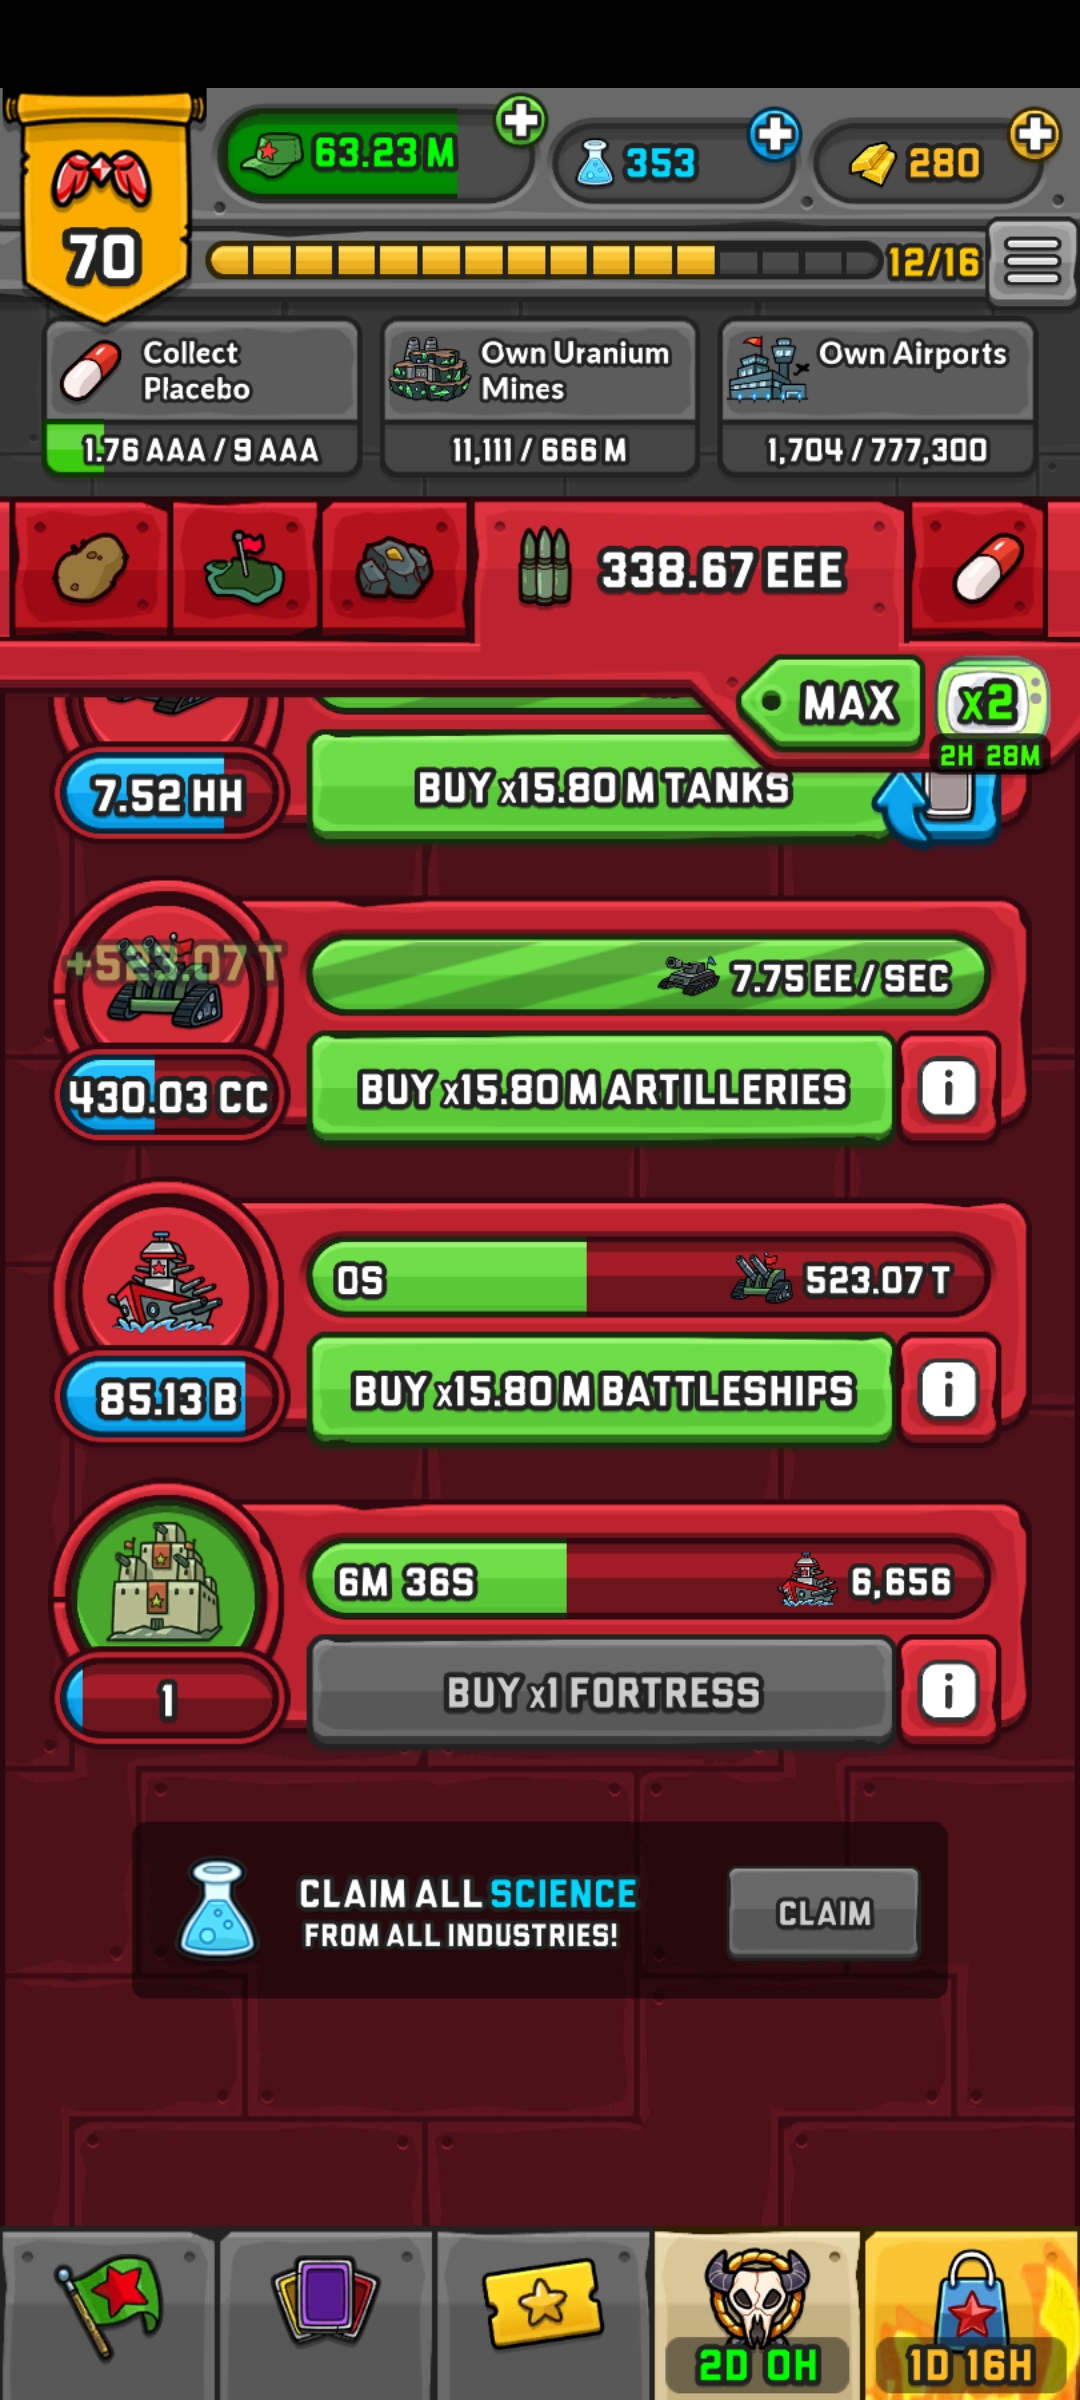 70
63.23 M
353
280
12/16
Collect
Placebo
1.76 AAA / 9 AAA
Own Uranium
Mines
11,111 / 666 M
Own Airports
1,704 / 777,300
338.67 EEE
MAX
x2
2H 28M
7.52 HH
BUY x15.80 M TANKS
+523.07 T
7.75 EE / SEC
430.03 CC
BUY x15.80 M ARTILLERIES
i
0S
523.07 T
85.13 B
BUY x15.80 M BATTLESHIPS
i
6M 36S
6,656
1
BUY x1 FORTRESS
i
CLAIM ALL SCIENCE
FROM ALL INDUSTRIES!
CLAIM
2D 0H
1D 16H